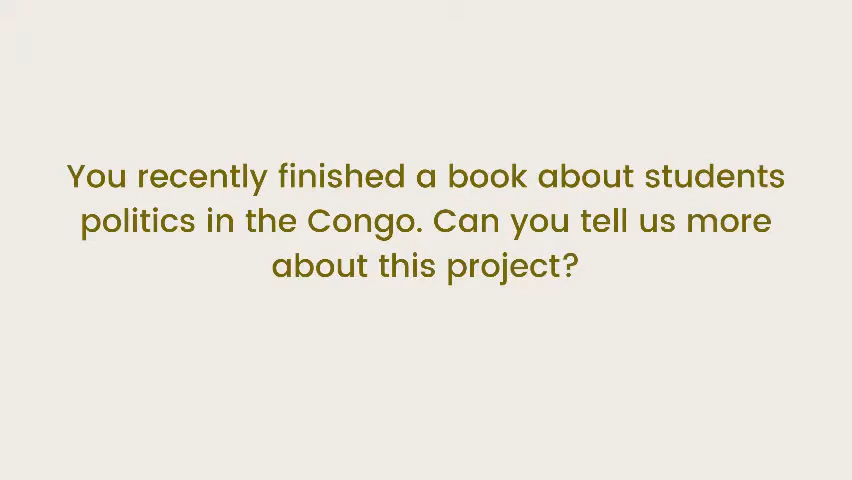 You recently finished a book about students
politics in the Congo. Can you tell us more
about this project?